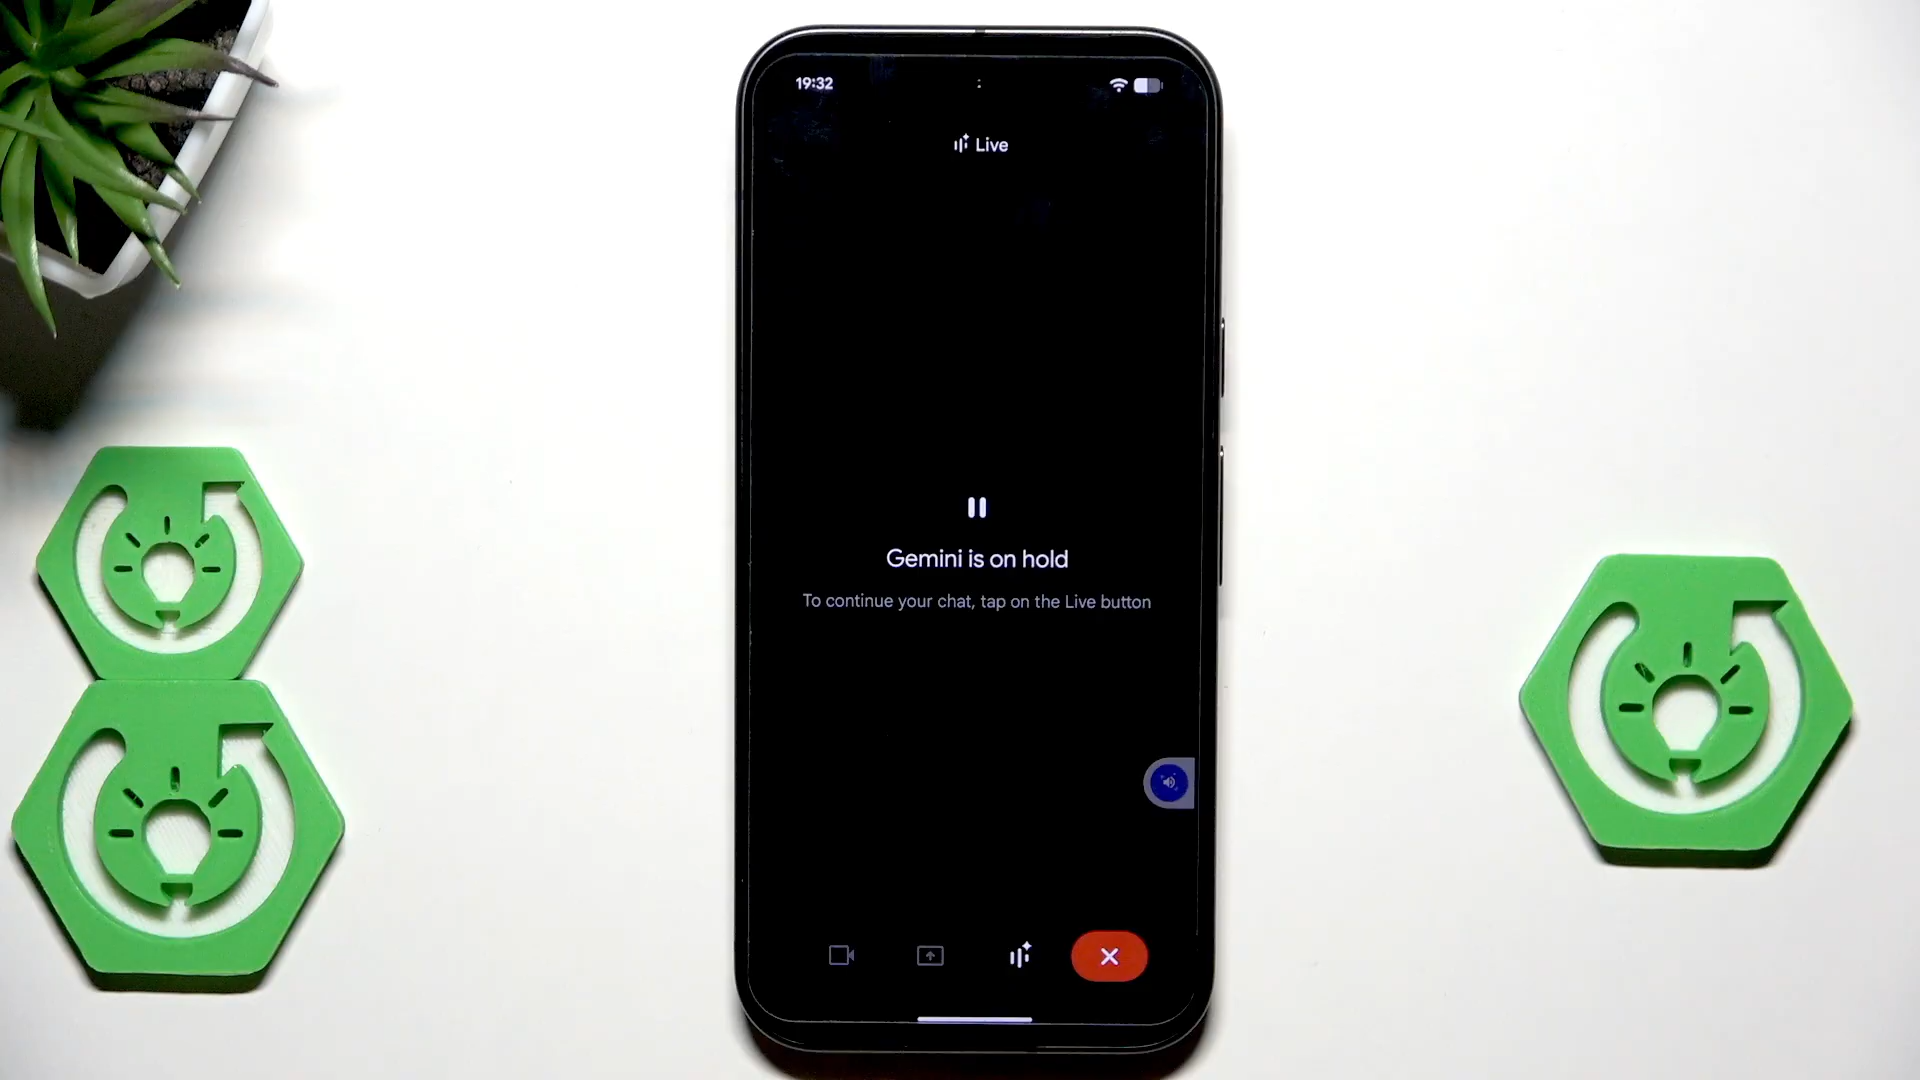 19:32
Live
Gemini is on hold
To continue your chat, tap on the Live button